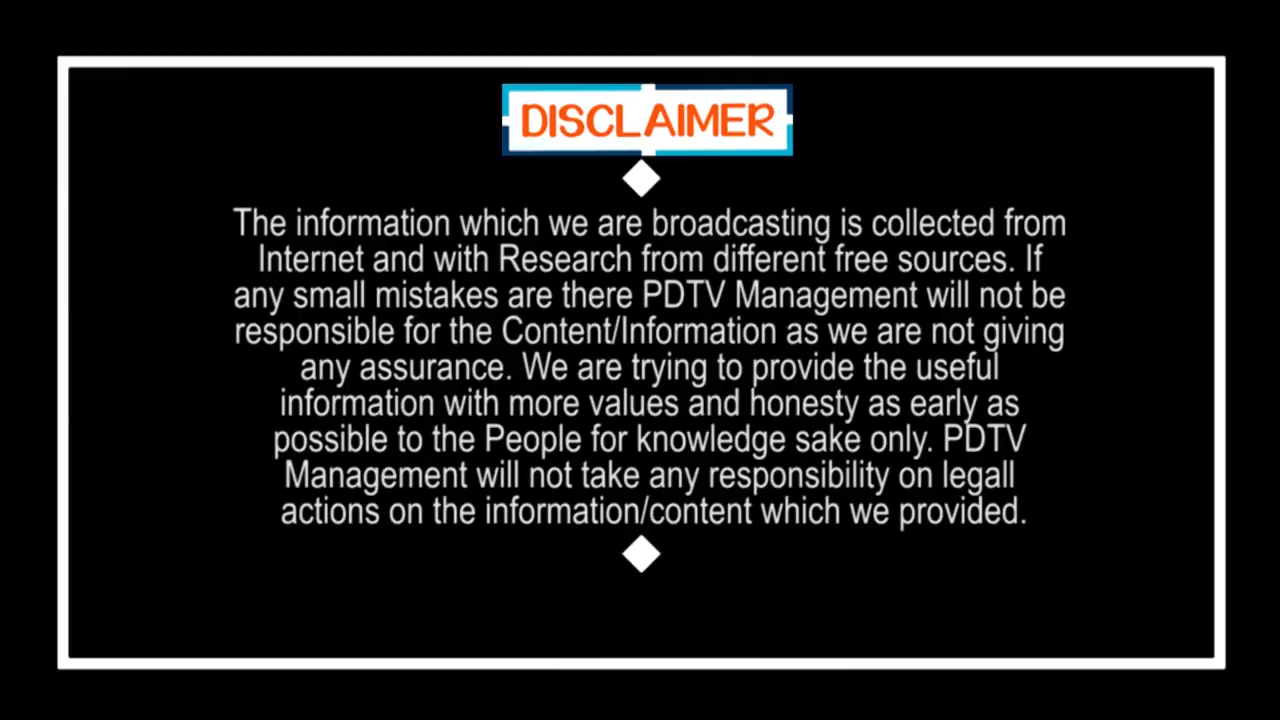 DISCLAIMER
The information which we are broadcasting is collected from
Internet and with Research from different free sources. If
any small mistakes are there PDTV Management will not be
responsible for the Content/Information as we are not giving
any assurance. We are trying to provide the useful
information with more values and honesty as early as
possible to the People for knowledge sake only. PDTV
Management will not take any responsibility on legall
actions on the information/content which we provided.